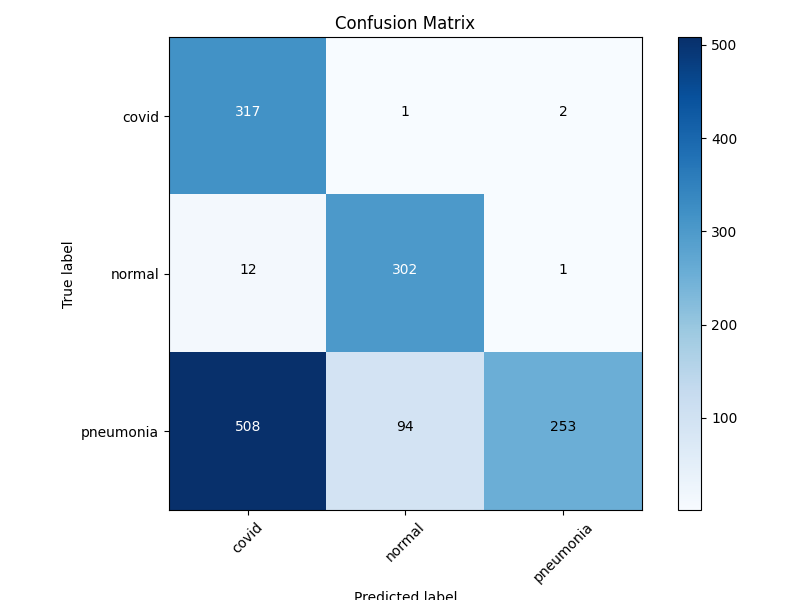 Confusion Matrix
covid
317
1
2
normal
12
302
1
pneumonia
508
94
253
covid
normal
pneumonia
True label
Predicted label
500
400
300
200
100